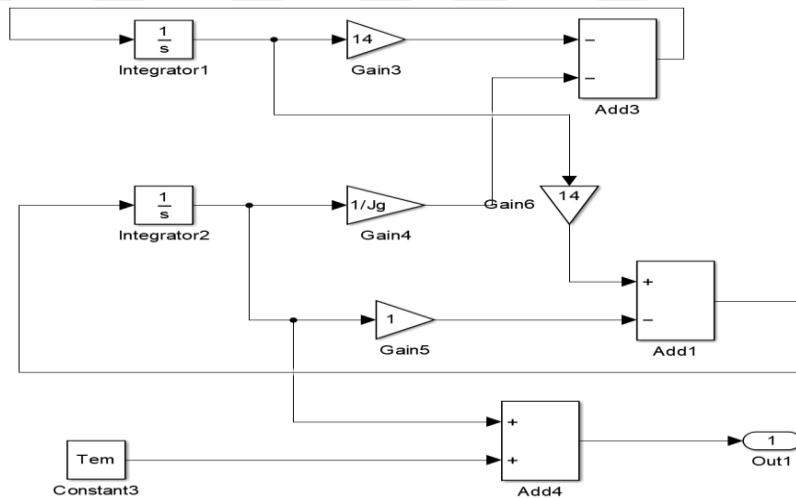 1
s
Integrator1
14
Gain3
−
−
Add3
1
s
Integrator2
1/Jg
Gain4
Gain6
14
1
Gain5
+
−
Add1
Tem
Constant3
+
+
Add4
1
Out1